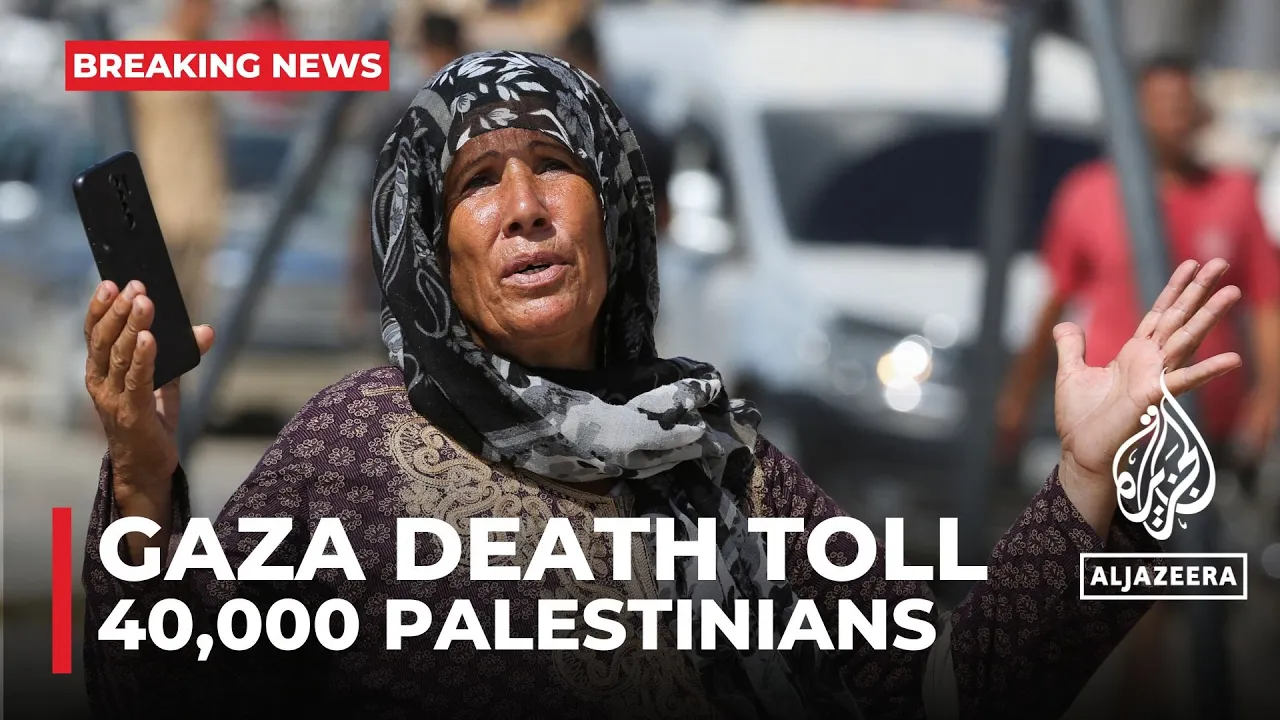 BREAKING NEWS
GAZA DEATH TOLL
40,000 PALESTINIANS
الجزيرة
ALJAZEERA